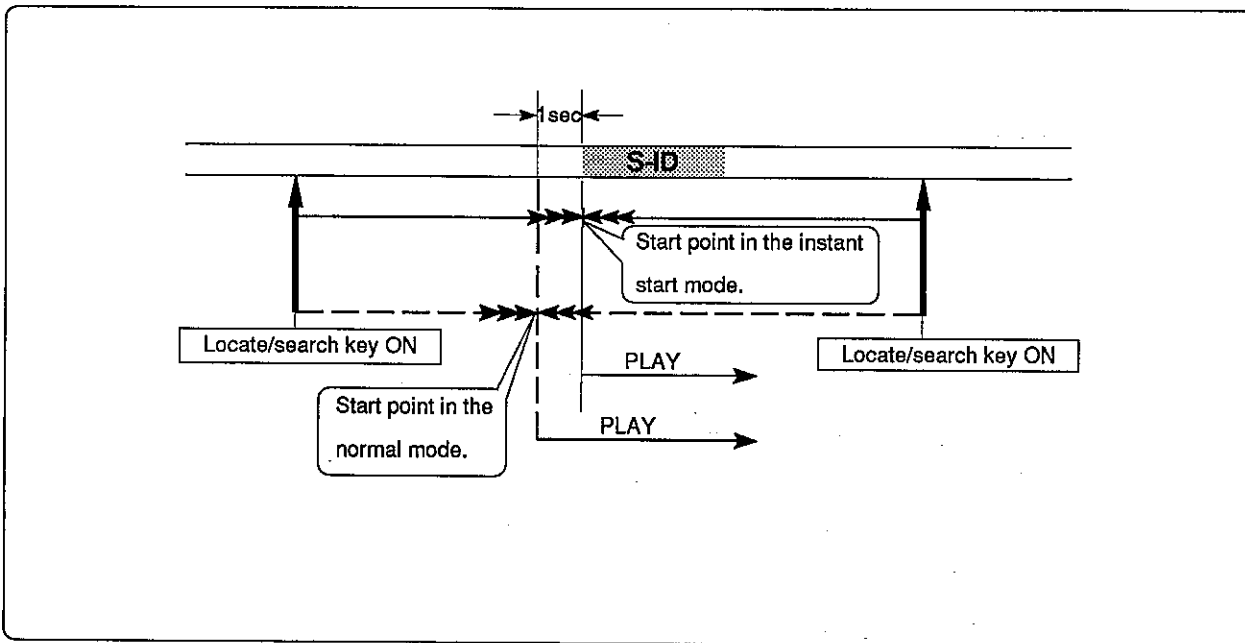 1sec
S-ID
Start point in the instant
start mode.
Locate/search key ON
Locate/search key ON
PLAY
Start point in the
normal mode.
PLAY